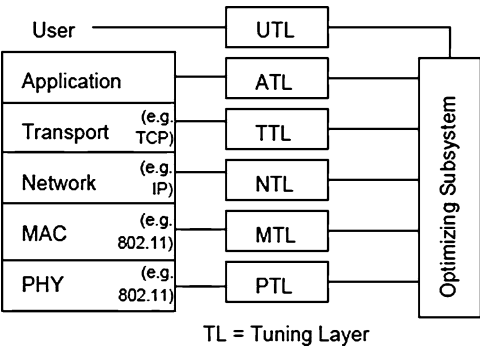 User UTL
Application ATL
Transport (e.g. TCP) TTL
Network (e.g. IP) NTL
MAC (e.g. 802.11) MTL
PHY (e.g. 802.11) PTL
Optimizing Subsystem
TL = Tuning Layer